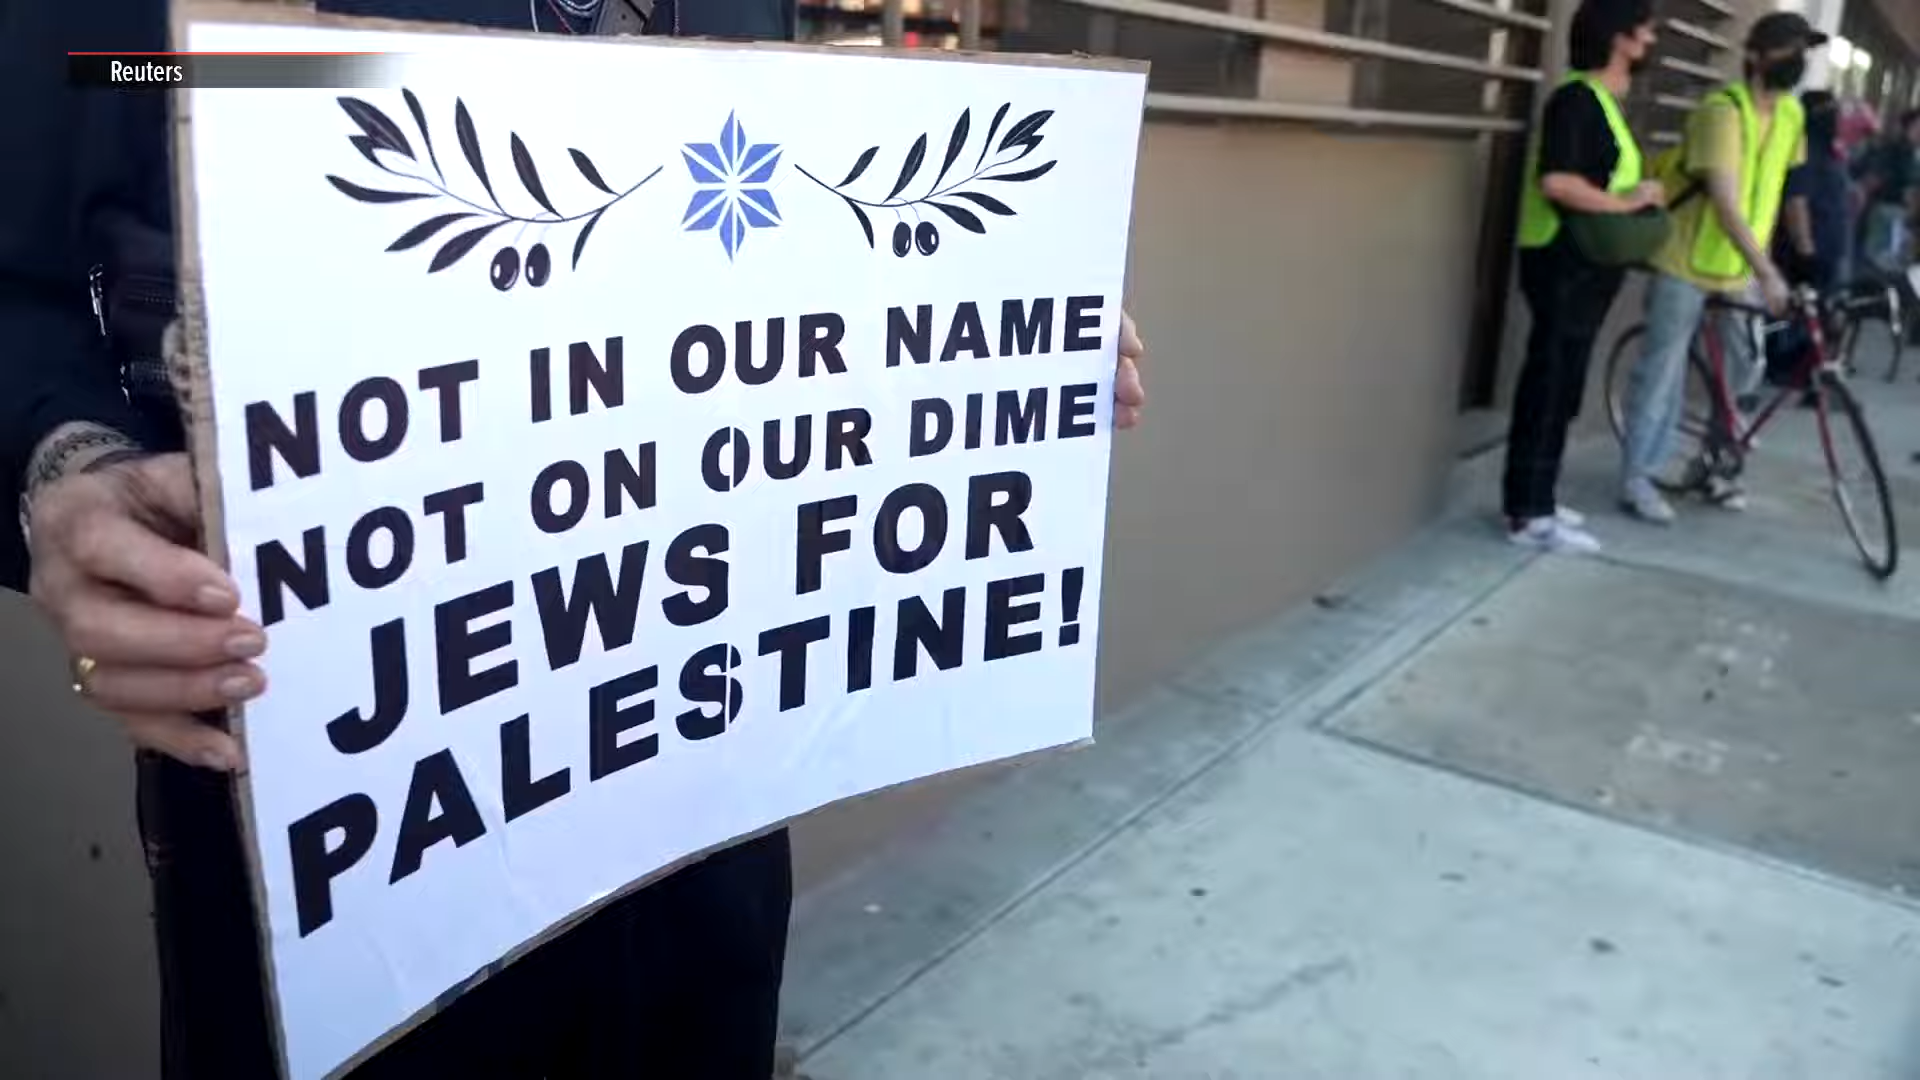 Reuters
NOT IN OUR NAME
NOT ON OUR DIME
JEWS FOR
PALESTINE!